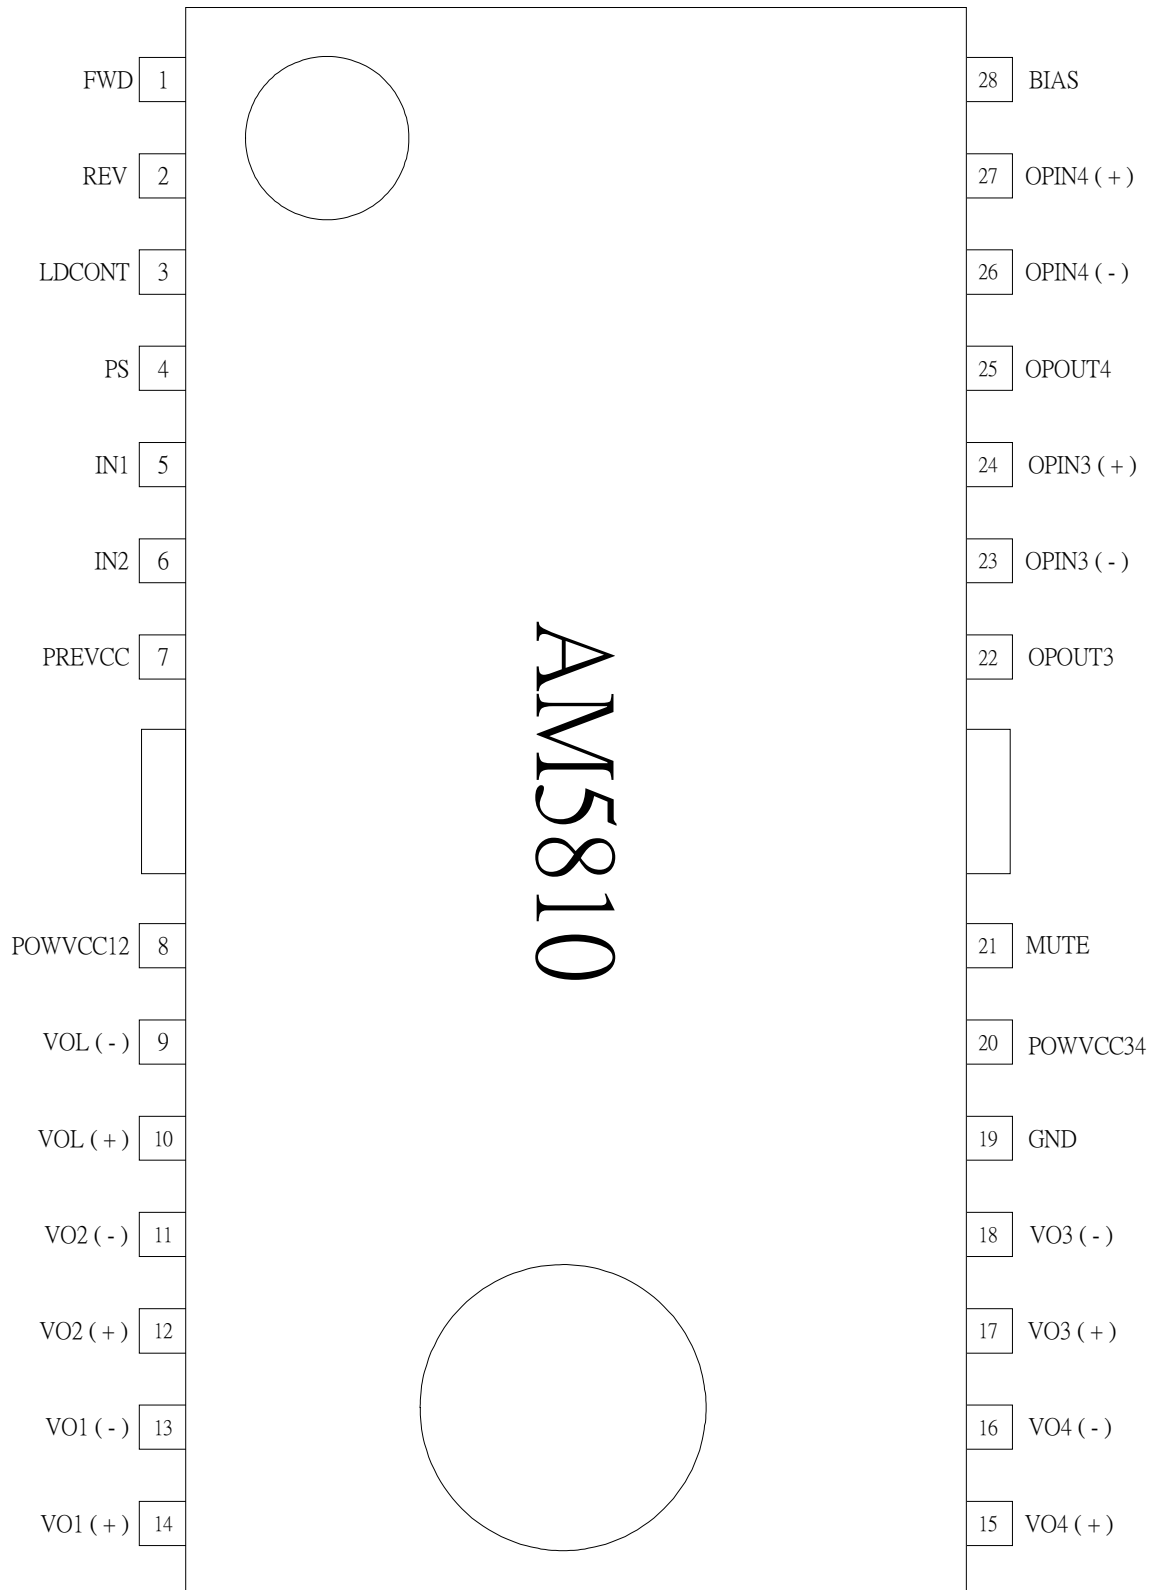 FWD 1
REV 2
LDCONT 3
PS 4
IN1 5
IN2 6
PREVCC 7
POWVCC12 8
VOL ( - ) 9
VOL ( + ) 10
VO2 ( - ) 11
VO2 ( + ) 12
VO1 ( - ) 13
VO1 ( + ) 14
AM5810
28 BIAS
27 OPIN4 ( + )
26 OPIN4 ( - )
25 OPOUT4
24 OPIN3 ( + )
23 OPIN3 ( - )
22 OPOUT3
21 MUTE
20 POWVCC34
19 GND
18 VO3 ( - )
17 VO3 ( + )
16 VO4 ( - )
15 VO4 ( + )